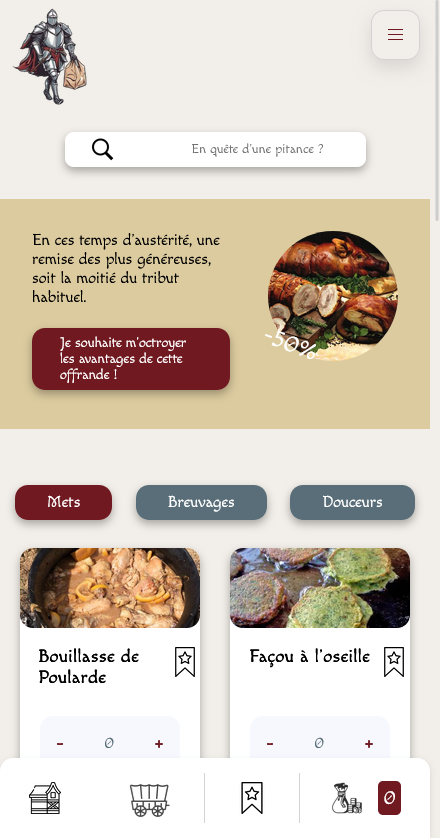 En quête d'une pitance ?
En ces temps d'austérité, une
remise des plus généreuses,
soit la moitié du tribut
habituel.
-50%
Je souhaite m'octroyer
les avantages de cette
offrande !
Mets
Breuvages
Douceurs
Bouillasse de
Poularde
Façou à l'oseille
- 0 +
- 0 +
0